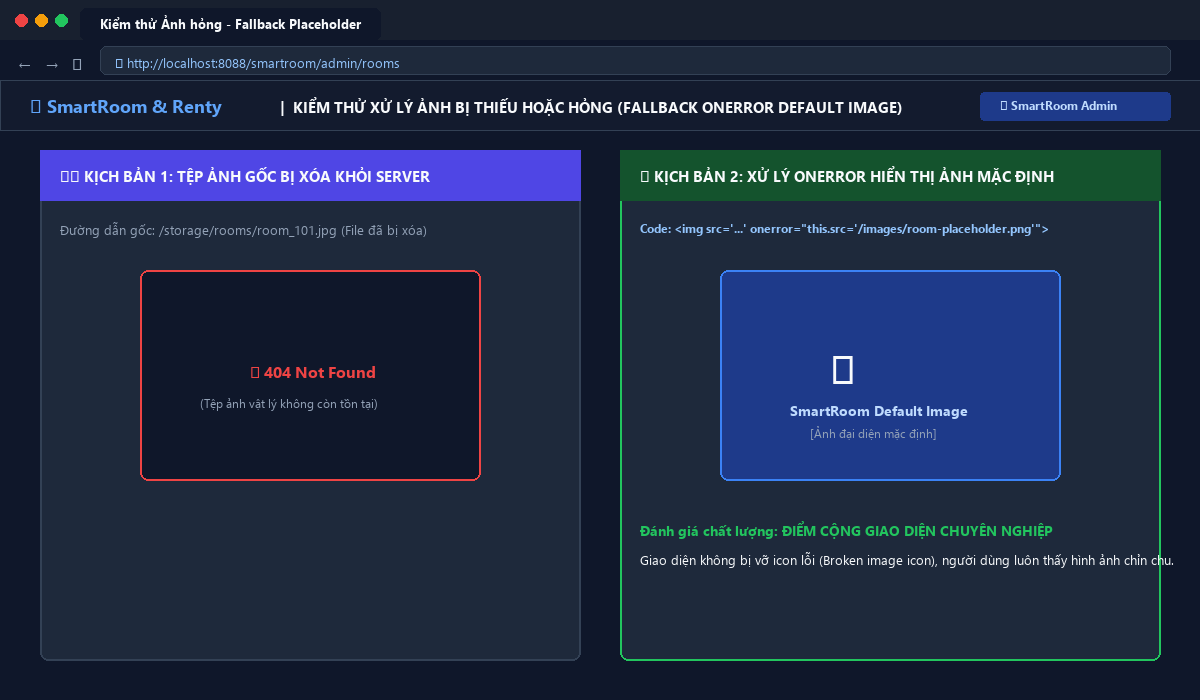 Kiểm thử Ảnh hỏng - Fallback Placeholder
http://localhost:8088/smartroom/admin/rooms
SmartRoom & Renty
| KIỂM THỬ XỬ LÝ ẢNH BỊ THIẾU HOẶC HỎNG (FALLBACK ONERROR DEFAULT IMAGE)
SmartRoom Admin
KỊCH BẢN 1: TỆP ẢNH GỐC BỊ XÓA KHỎI SERVER
Đường dẫn gốc: /storage/rooms/room_101.jpg (File đã bị xóa)
404 Not Found
(Tệp ảnh vật lý không còn tồn tại)
KỊCH BẢN 2: XỬ LÝ ONERROR HIỂN THỊ ẢNH MẶC ĐỊNH
Code: <img src='...' onerror="this.src='/images/room-placeholder.png'">
SmartRoom Default Image
[Ảnh đại diện mặc định]
Đánh giá chất lượng: ĐIỂM CỘNG GIAO DIỆN CHUYÊN NGHIỆP
Giao diện không bị vỡ icon lỗi (Broken image icon), người dùng luôn thấy hình ảnh chỉn chu.